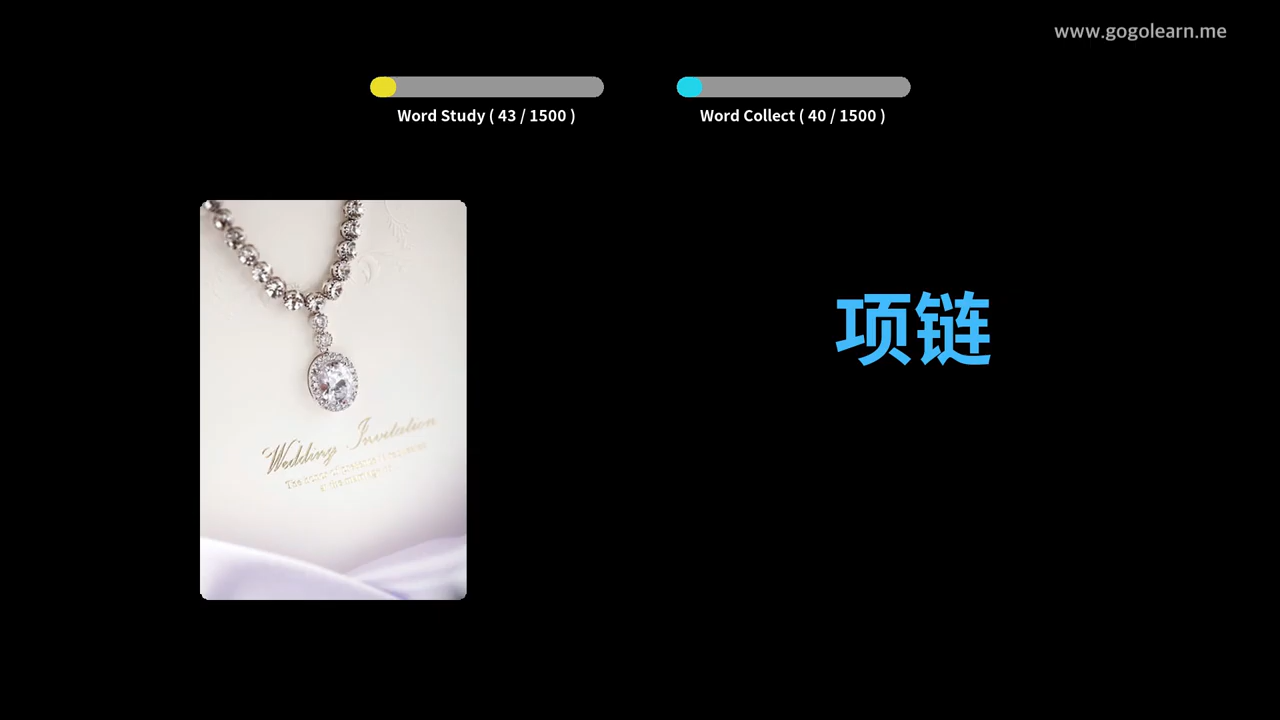 www.gogolearn.me
Word Study ( 43 / 1500 )
Word Collect ( 40 / 1500 )
项链
Wedding Invitation